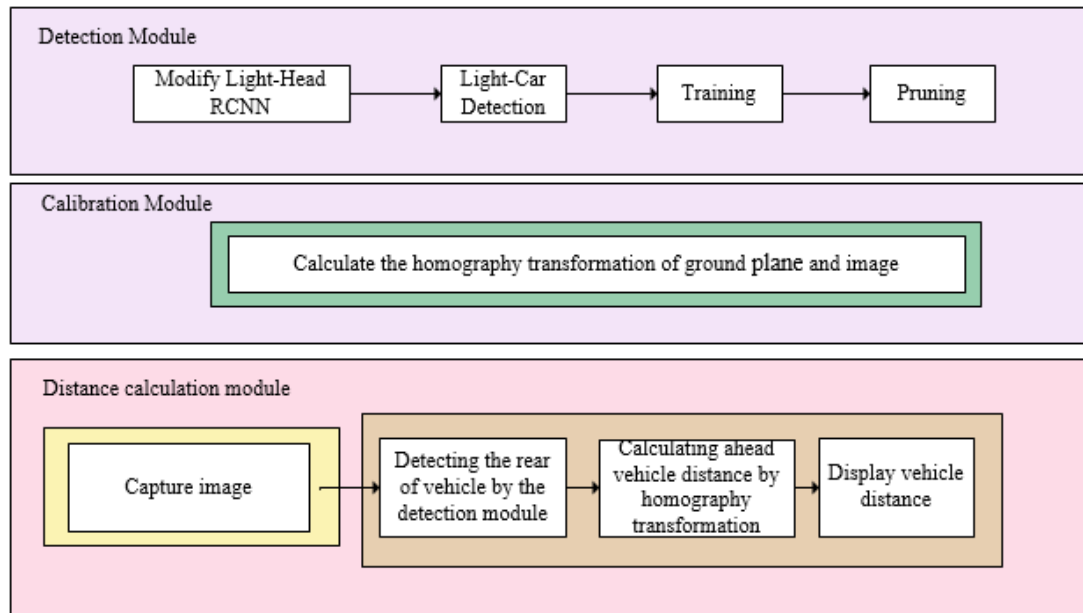 Detection Module
Modify Light-Head
RCNN
Light-Car
Detection
Training
Pruning
Calibration Module
Calculate the homography transformation of ground plane and image
Distance calculation module
Capture image
Detecting the rear
of vehicle by the
detection module
Calculating ahead
vehicle distance by
homography
transformation
Display vehicle
distance